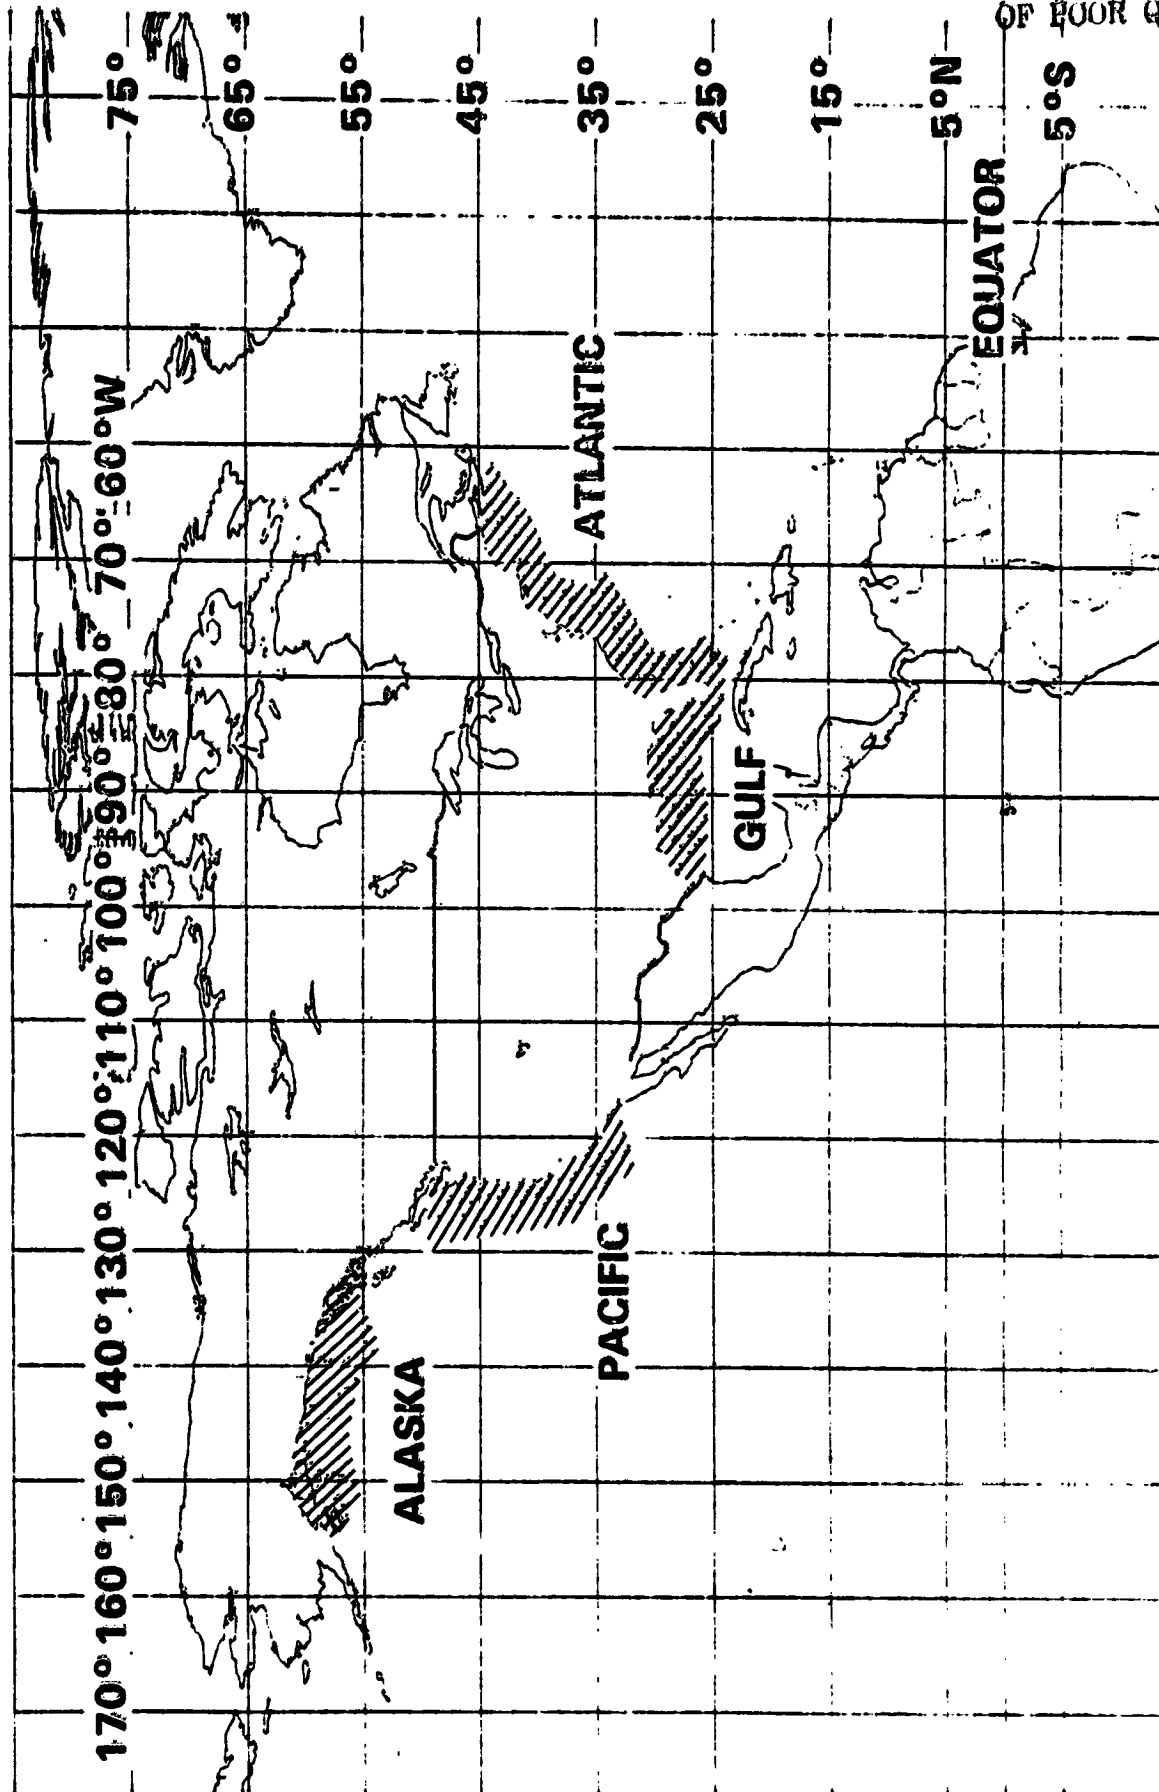 OF POOR Q
170° 160° 150° 140° 130° 120° 110° 100° 90° 80° 70° 60°W
75°
65°
55°
45°
35°
25°
15°
5°N
5°S
EQUATOR
ATLANTIC
GULF
PACIFIC
ALASKA